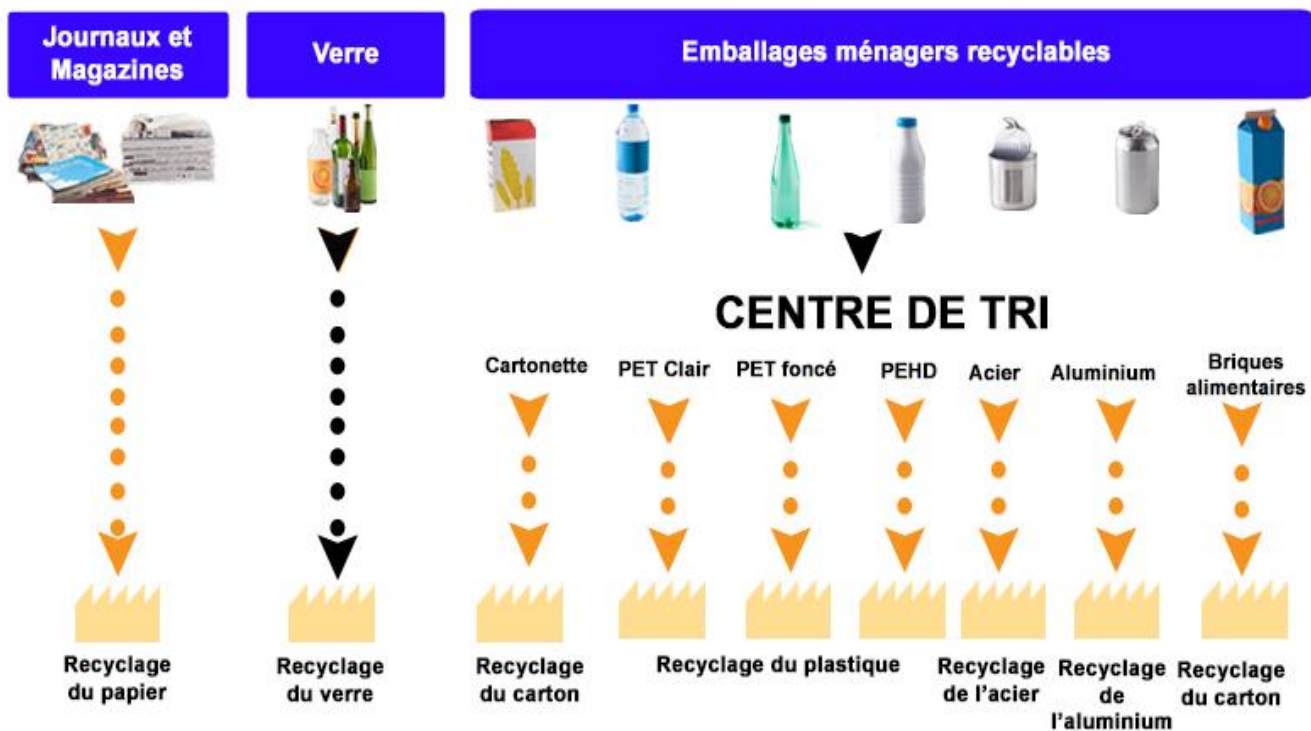 Journaux et
Magazines
Verre
Emballages ménagers recyclables
CENTRE DE TRI
Cartonette
PET Clair
PET foncé
PEHD
Acier
Aluminium
Briques
alimentaires
Recyclage
du papier
Recyclage
du verre
Recyclage
du carton
Recyclage du plastique
Recyclage
de l'acier
Recyclage
de
l'aluminium
Recyclage
du carton